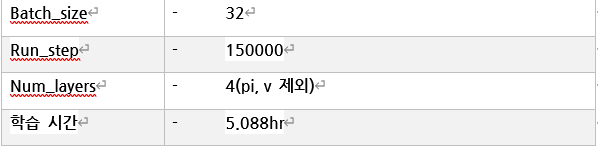 Batch_size - 32
Run_step - 150000
Num_layers - 4(pi, v 제외)
학습 시간 - 5.088hr